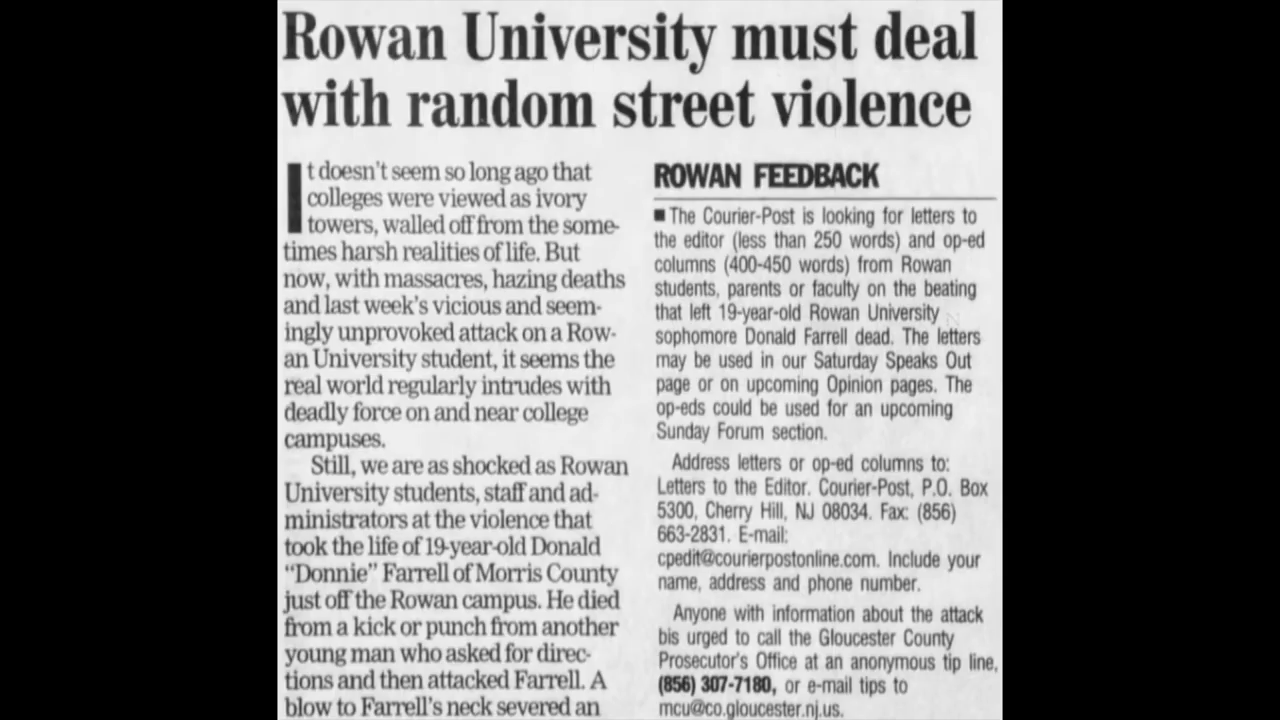 Rowan University must deal
with random street violence
It doesn't seem so long ago that
colleges were viewed as ivory
towers, walled off from the some-
times harsh realities of life. But
now, with massacres, hazing deaths
and last week's vicious and seem-
ingly unprovoked attack on a Row-
an University student, it seems the
real world regularly intrudes with
deadly force on and near college
campuses.
Still, we are as shocked as Rowan
University students, staff and ad-
ministrators at the violence that
took the life of 19-year-old Donald
“Donnie” Farrell of Morris County
just off the Rowan campus. He died
from a kick or punch from another
young man who asked for direc-
tions and then attacked Farrell. A
blow to Farrell's neck severed an
ROWAN FEEDBACK
■ The Courier-Post is looking for letters to
the editor (less than 250 words) and op-ed
columns (400-450 words) from Rowan
students, parents or faculty on the beating
that left 19-year-old Rowan University
sophomore Donald Farrell dead. The letters
may be used in our Saturday Speaks Out
page or on upcoming Opinion pages. The
op-eds could be used for an upcoming
Sunday Forum section.
Address letters or op-ed columns to:
Letters to the Editor. Courier-Post, P.O. Box
5300, Cherry Hill, NJ 08034. Fax: (856)
663-2831. E-mail:
cpedit@courierpostonline.com. Include your
name, address and phone number.
Anyone with information about the attack
bis urged to call the Gloucester County
Prosecutor's Office at an anonymous tip line,
(856) 307-7180, or e-mail tips to
mcu@co.gloucester.nj.us.